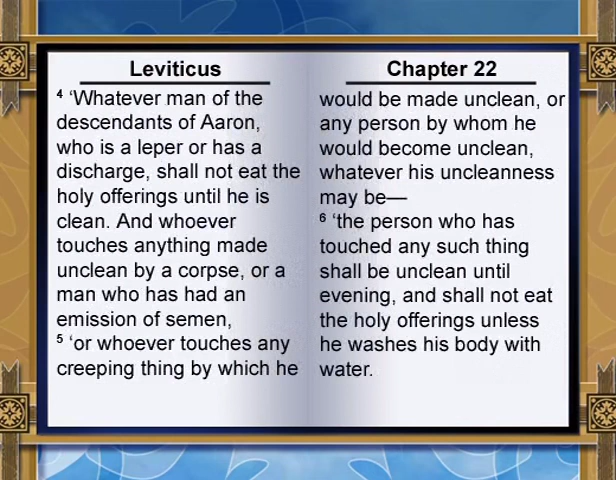 Leviticus
⁴ ‘Whatever man of the
descendants of Aaron,
who is a leper or has a
discharge, shall not eat the
holy offerings until he is
clean. And whoever
touches anything made
unclean by a corpse, or a
man who has had an
emission of semen,
⁵ ‘or whoever touches any
creeping thing by which he
Chapter 22
would be made unclean, or
any person by whom he
would become unclean,
whatever his uncleanness
may be—
⁶ ‘the person who has
touched any such thing
shall be unclean until
evening, and shall not eat
the holy offerings unless
he washes his body with
water.